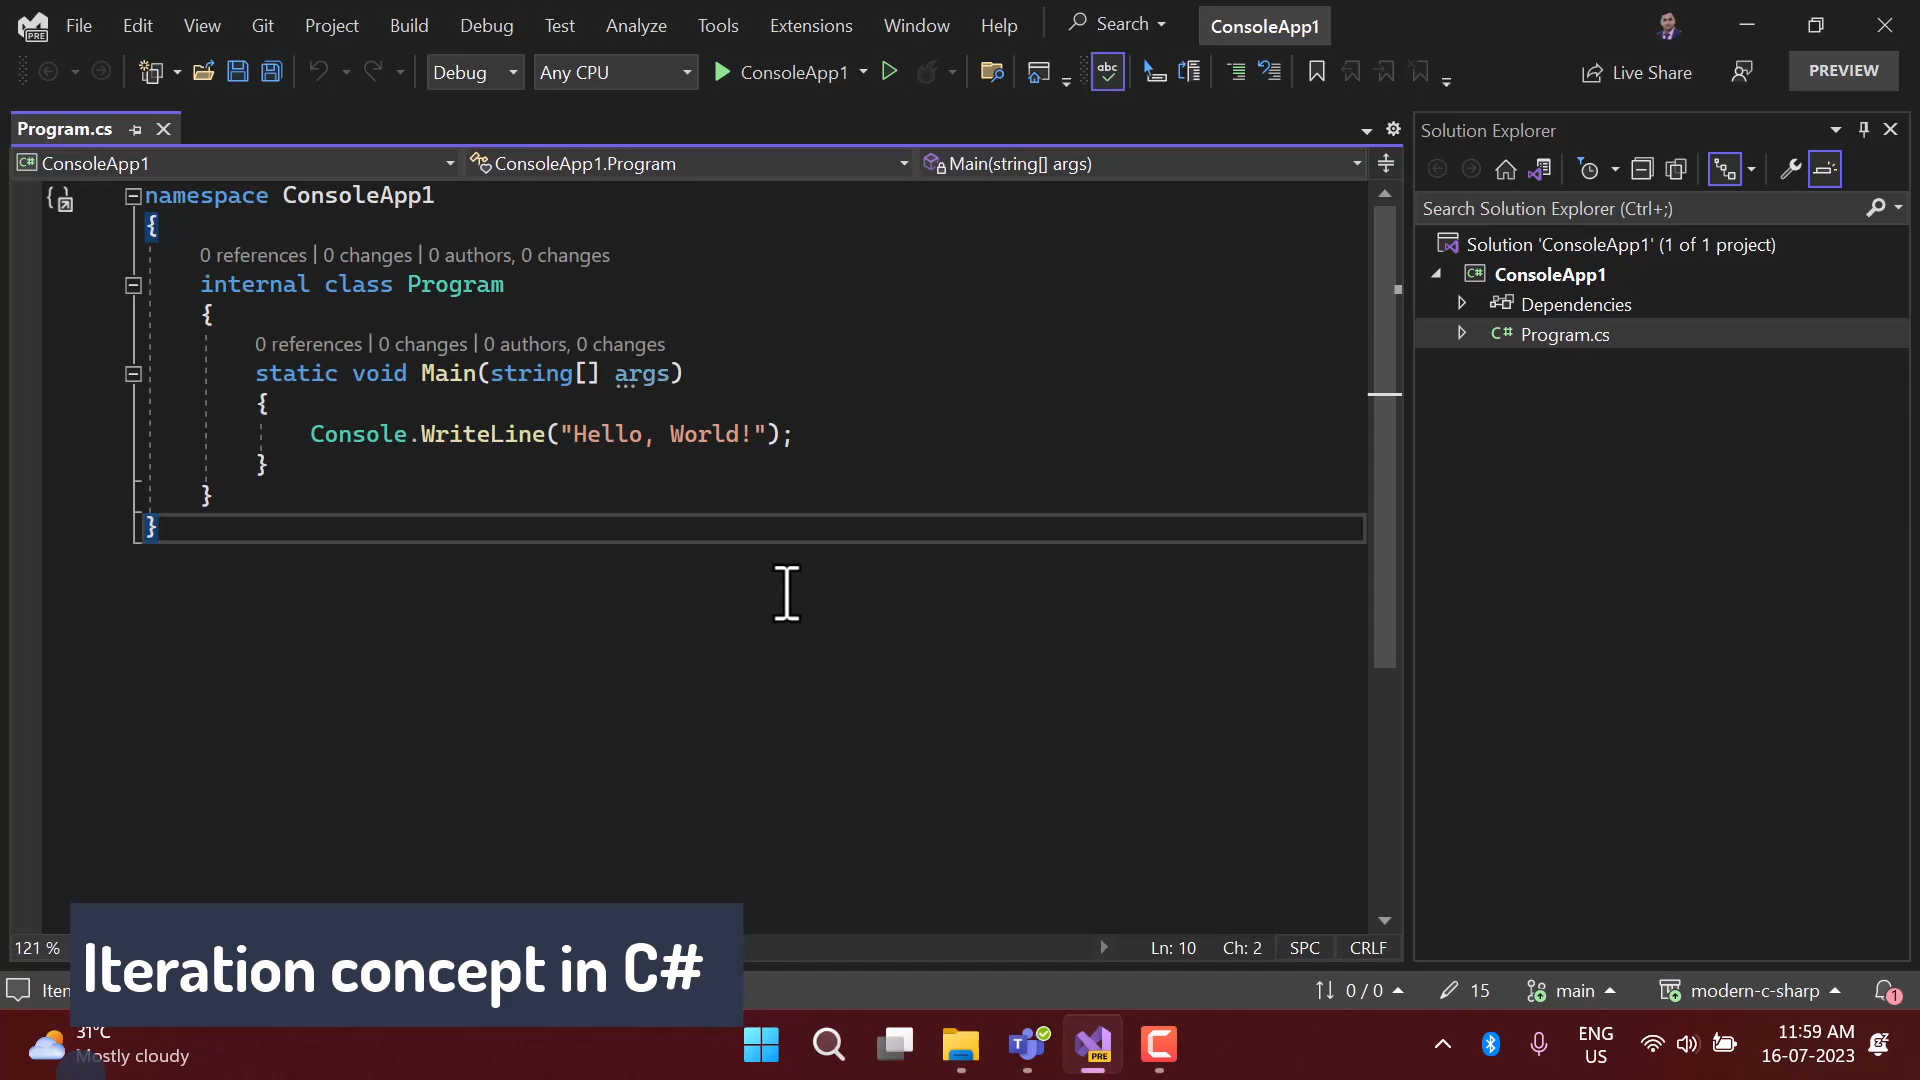 File Edit View Git Project Build Debug Test Analyze Tools Extensions Window Help Search ConsoleApp1
PRE
Debug Any CPU ConsoleApp1 abc Live Share PREVIEW
Program.cs
ConsoleApp1 ConsoleApp1.Program Main(string[] args)
namespace ConsoleApp1
{
0 references | 0 changes | 0 authors, 0 changes
internal class Program
{
0 references | 0 changes | 0 authors, 0 changes
static void Main(string[] args)
{
Console.WriteLine("Hello, World!");
}
}
}
Solution Explorer
Search Solution Explorer (Ctrl+;)
Solution 'ConsoleApp1' (1 of 1 project)
C# ConsoleApp1
Dependencies
C# Program.cs
121 % Ln: 10 Ch: 2 SPC CRLF
Iteration concept in C#
Iten 0 / 0 15 main modern-c-sharp 1
31°C
Mostly cloudy
PRE
ENG
US
11:59 AM
16-07-2023